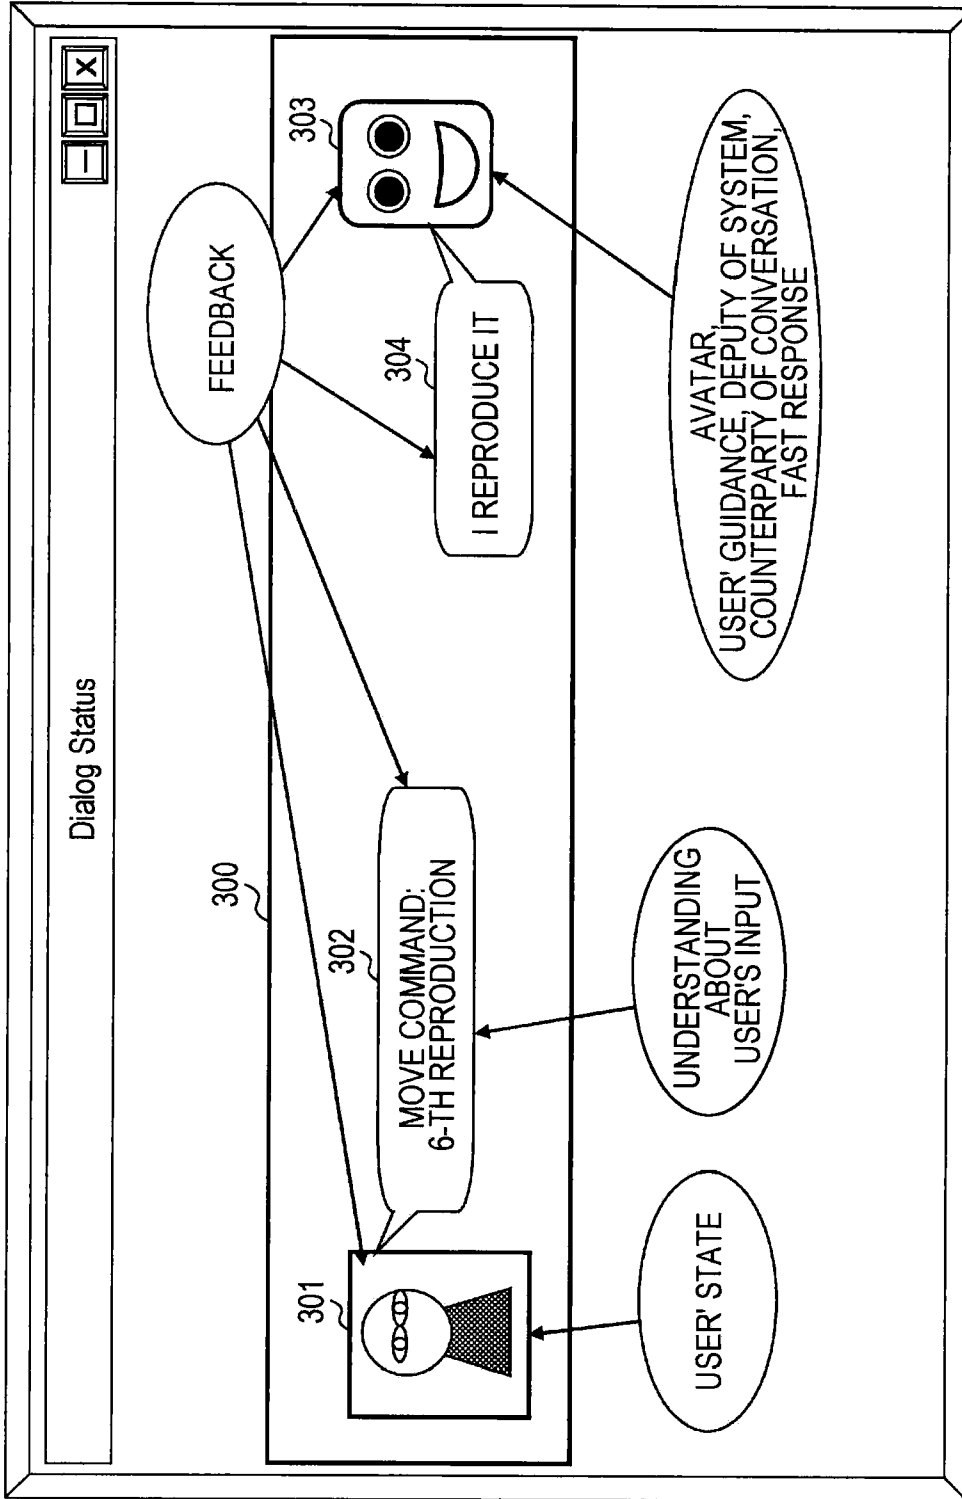 Dialog Status
FEEDBACK
300
301
302
MOVE COMMAND:
6-TH REPRODUCTION
304
I REPRODUCE IT
303
USER' STATE
UNDERSTANDING
ABOUT
USER'S INPUT
AVATAR,
USER' GUIDANCE, DEPUTY OF SYSTEM,
COUNTERPARTY OF CONVERSATION,
FAST RESPONSE